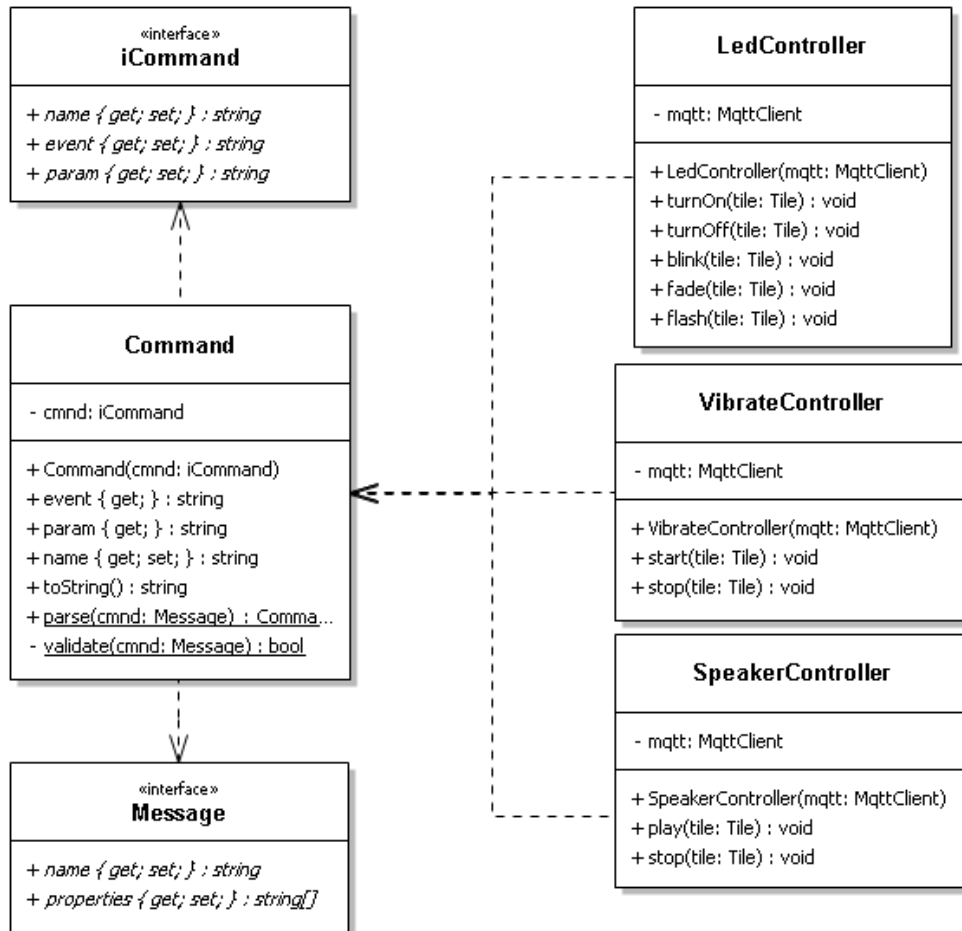 «interface»
iCommand
+ name { get; set; } : string
+ event { get; set; } : string
+ param { get; set; } : string
Command
- cmnd: iCommand
+ Command(cmnd: iCommand)
+ event { get; } : string
+ param { get; } : string
+ name { get; set; } : string
+ toString() : string
+ parse(cmnd: Message) : Comma...
- validate(cmnd: Message) : bool
«interface»
Message
+ name { get; set; } : string
+ properties { get; set; } : string[]
LedController
- mqtt: MqttClient
+ LedController(mqtt: MqttClient)
+ turnOn(tile: Tile) : void
+ turnOff(tile: Tile) : void
+ blink(tile: Tile) : void
+ fade(tile: Tile) : void
+ flash(tile: Tile) : void
VibrateController
- mqtt: MqttClient
+ VibrateController(mqtt: MqttClient)
+ start(tile: Tile) : void
+ stop(tile: Tile) : void
SpeakerController
- mqtt: MqttClient
+ SpeakerController(mqtt: MqttClient)
+ play(tile: Tile) : void
+ stop(tile: Tile) : void